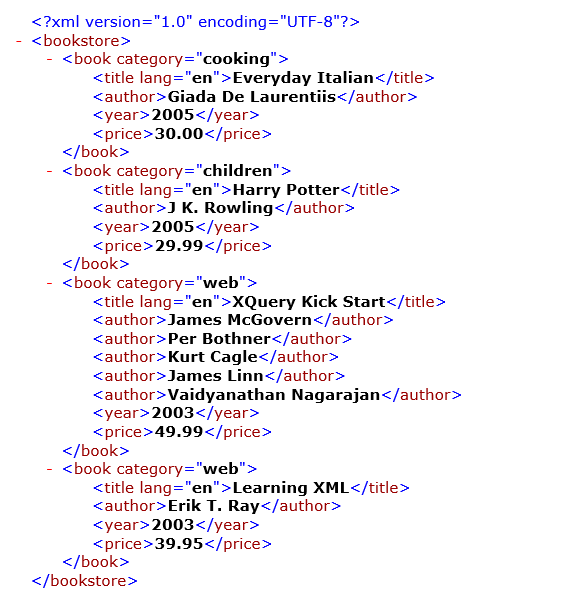 <?xml version="1.0" encoding="UTF-8"?>
- <bookstore>
- <book category="cooking">
<title lang="en">Everyday Italian</title>
<author>Giada De Laurentiis</author>
<year>2005</year>
<price>30.00</price>
</book>
- <book category="children">
<title lang="en">Harry Potter</title>
<author>J K. Rowling</author>
<year>2005</year>
<price>29.99</price>
</book>
- <book category="web">
<title lang="en">XQuery Kick Start</title>
<author>James McGovern</author>
<author>Per Bothner</author>
<author>Kurt Cagle</author>
<author>James Linn</author>
<author>Vaidyanathan Nagarajan</author>
<year>2003</year>
<price>49.99</price>
</book>
- <book category="web">
<title lang="en">Learning XML</title>
<author>Erik T. Ray</author>
<year>2003</year>
<price>39.95</price>
</book>
</bookstore>